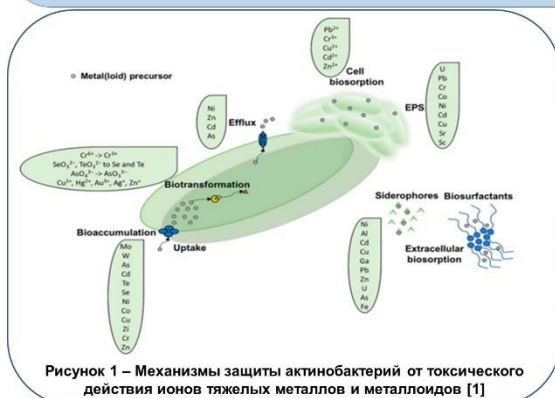 Pb²⁺
Cr³⁺
Cu²⁺
Cd²⁺
Zn²⁺
Cell
biosorption
Metal(loid) precursor
EPS
U
Pb
Cr
Co
Ni
Cd
Cu
Sr
Sc
Ni
Zn
Cd
As
Efflux
Cr⁶⁺ -> Cr³⁺
SeO₃²⁻, TeO₃²⁻ to Se and Te
AsO₄³⁻ -> AsO₃³⁻
Cu²⁺, Hg²⁺, Au³⁺, Ag⁺, Zn⁺
Biotransformation
Bioaccumulation
Uptake
Mo
W
As
Cd
Te
Se
Ni
Co
Cu
Zi
Cr
Zn
Siderophores
Biosurfactants
Ni
Al
Cd
Cu
Ga
Pb
Zn
U
As
Fe
Extracellular
biosorption
Рисунок 1 – Механизмы защиты актинобактерий от токсического
действия ионов тяжелых металлов и металлоидов [1]